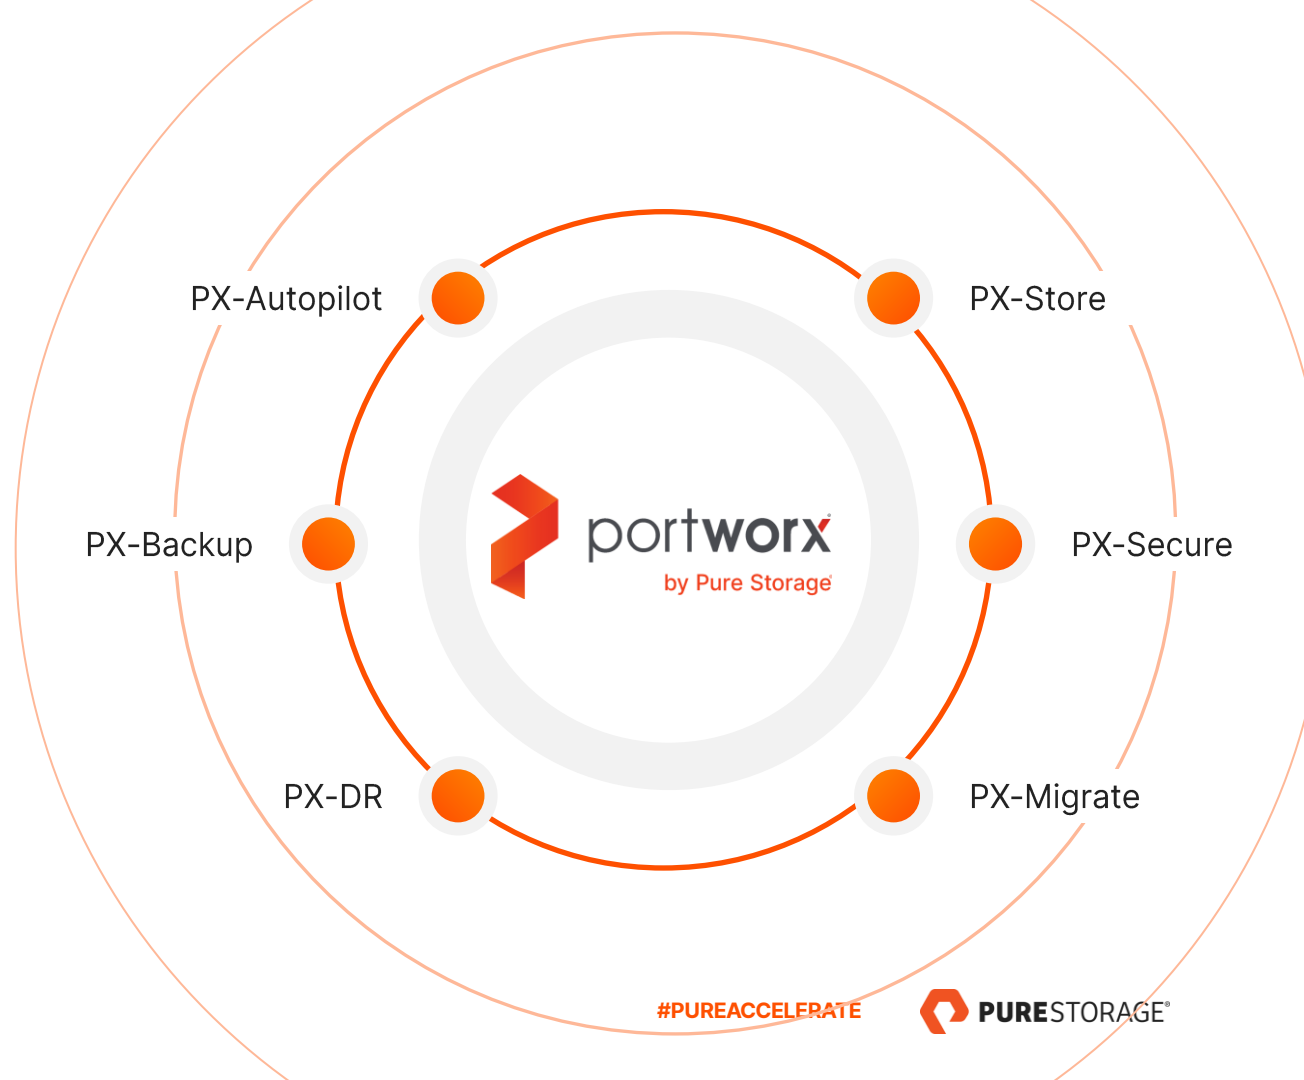 PX-Autopilot
PX-Store
portworx
by Pure Storage
PX-Backup
PX-Secure
PX-DR
PX-Migrate
#PUREACCELERATE
PURESTORAGE®